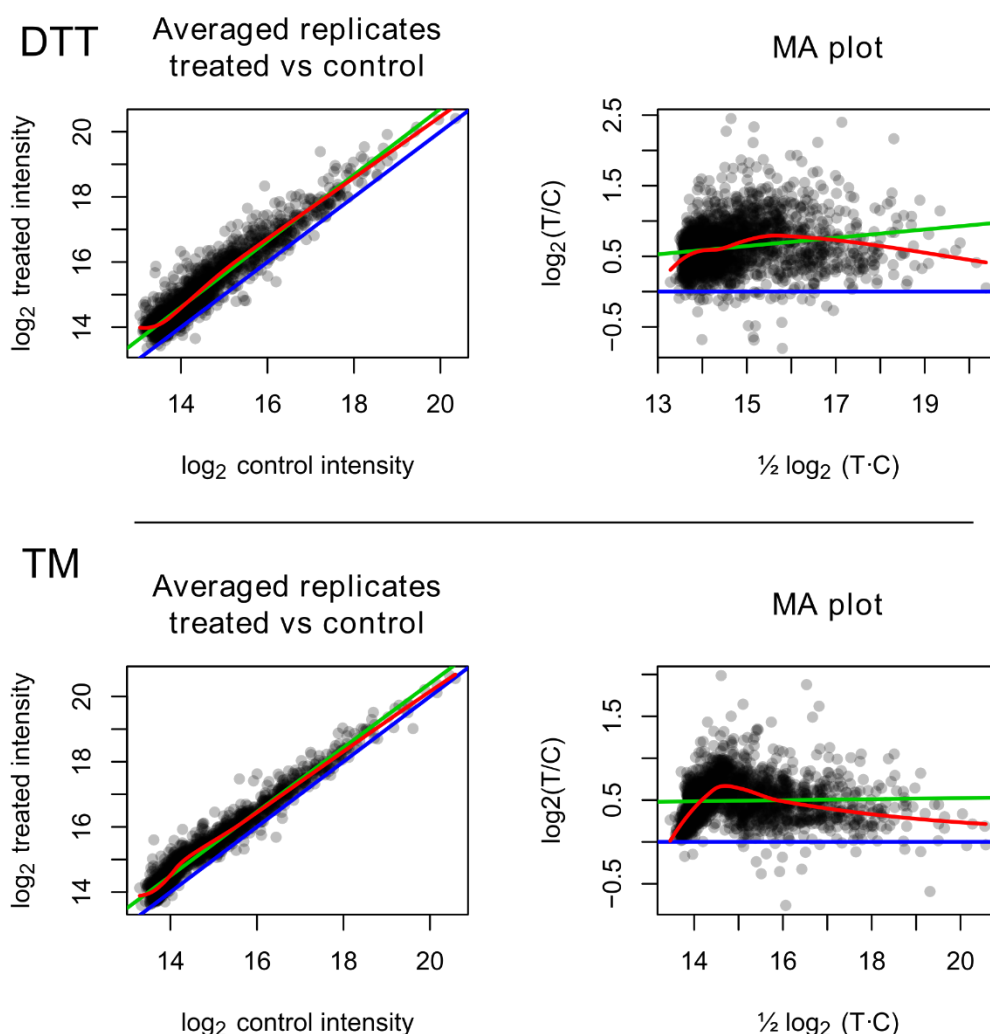 DTT
Averaged replicates
treated vs control
log₂ treated intensity
20
18
16
14
14
16
18
20
log₂ control intensity
MA plot
log₂(T/C)
2.5
1.5
0.5
−0.5
13
15
17
19
½ log₂ (T·C)
TM
Averaged replicates
treated vs control
log₂ treated intensity
20
18
16
14
14
16
18
20
log₂ control intensity
MA plot
log2(T/C)
1.5
0.5
−0.5
14
16
18
20
½ log₂ (T·C)